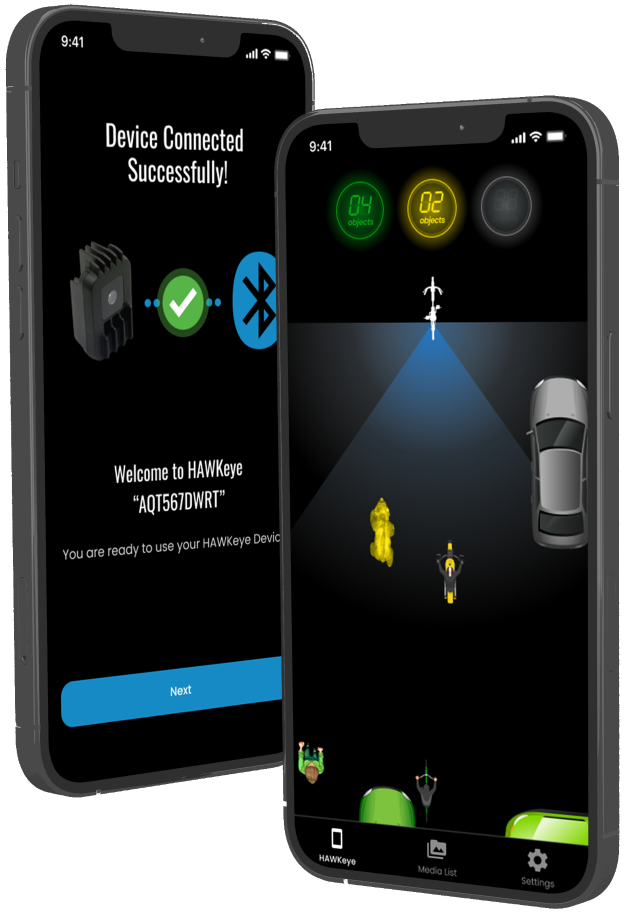 9:41
Device Connected
Successfully!
Welcome to HAWKeye
“AQT567DWRT”
You are ready to use your HAWKeye Devic
Next
9:41
04
objects
02
objects
HAWKeye
Media List
Settings